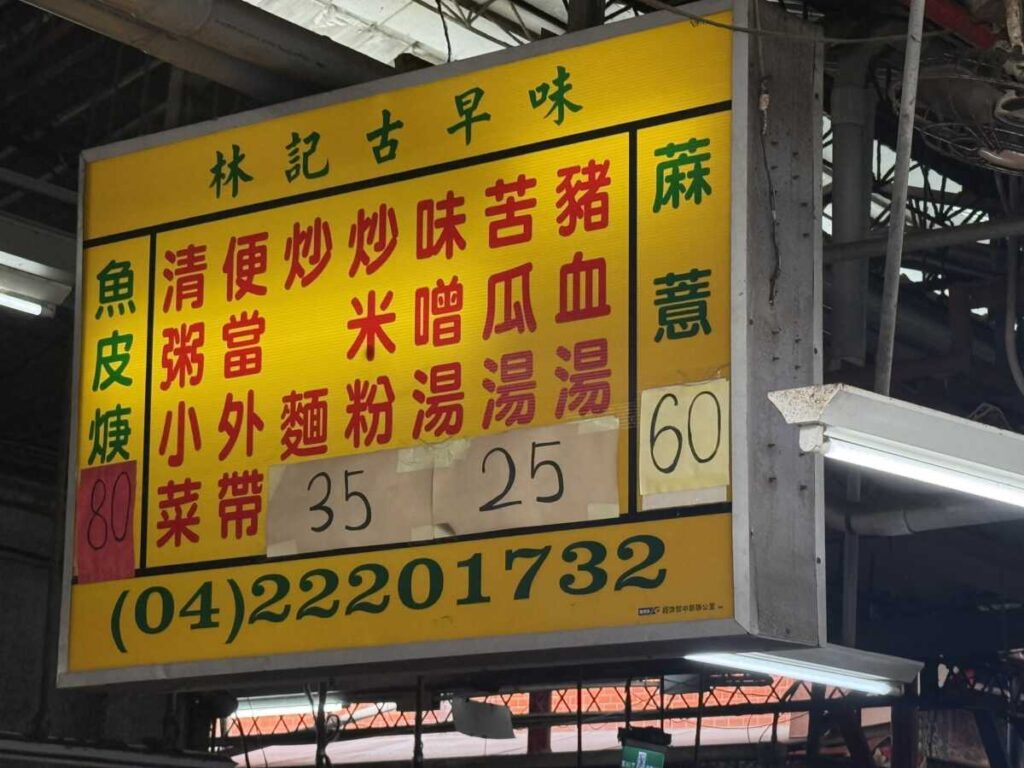 林記古早味
麻薏
60
豬血湯
苦瓜湯
味噌湯
25
炒米粉
炒麵
35
便當外帶
清粥小菜
魚皮焿
80
(04)22201732